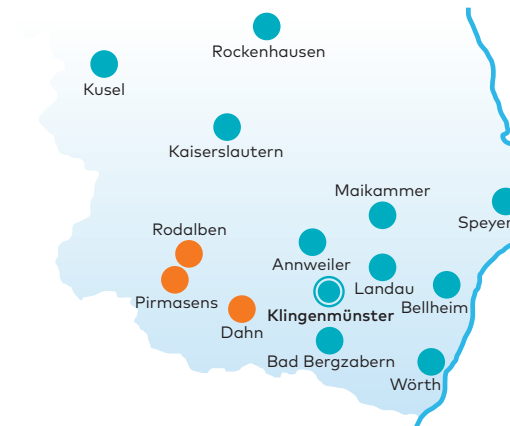 Rockenhausen
Kusel
Kaiserslautern
Maikammer
Speyer
Rodalben
Annweiler
Landau
Pirmasens
Bellheim
Klingenmünster
Dahn
Bad Bergzabern
Wörth